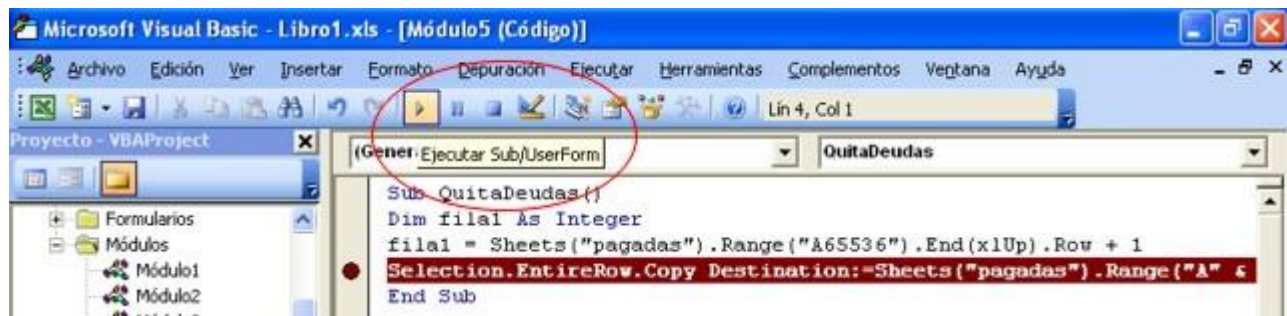 Microsoft Visual Basic - Libro1.xls - [Módulo5 (Código)]
Archivo Edición Ver Insertar Formato Depuración Ejecutar Herramientas Complementos Ventana Ayuda
Lín 4, Col 1
Proyecto - VBAProject
(Gener
Ejecutar Sub/UserForm
QuitaDeudas
Formularios
Módulos
Módulo1
Módulo2
Sub QuitaDeudas()
Dim fila1 As Integer
fila1 = Sheets("pagadas").Range("A65536").End(xlUp).Row + 1
Selection.EntireRow.Copy Destination:=Sheets("pagadas").Range("A" &
End Sub